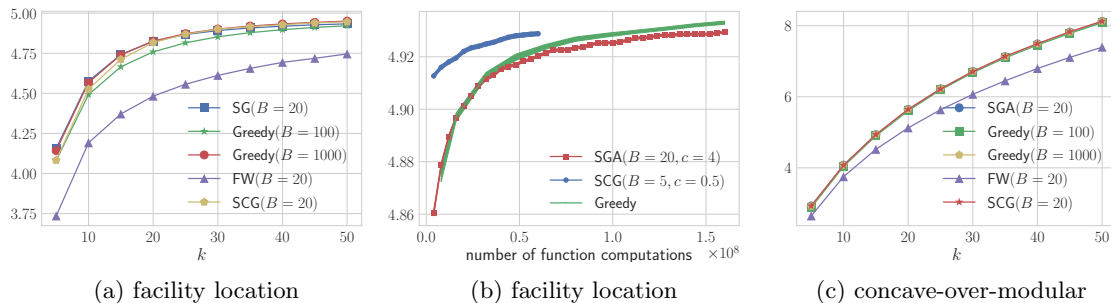 5.00
4.75
4.50
4.25
4.00
3.75
10
20
30
40
50
k
SG(B = 20)
Greedy(B = 100)
Greedy(B = 1000)
FW(B = 20)
SCG(B = 20)
(a) facility location
4.92
4.90
4.88
4.86
0.0
0.5
1.0
1.5
×10^8
number of function computations
SGA(B = 20, c = 4)
SCG(B = 5, c = 0.5)
Greedy
(b) facility location
8
6
4
10
20
30
40
50
k
SGA(B = 20)
Greedy(B = 100)
Greedy(B = 1000)
FW(B = 20)
SCG(B = 20)
(c) concave-over-modular